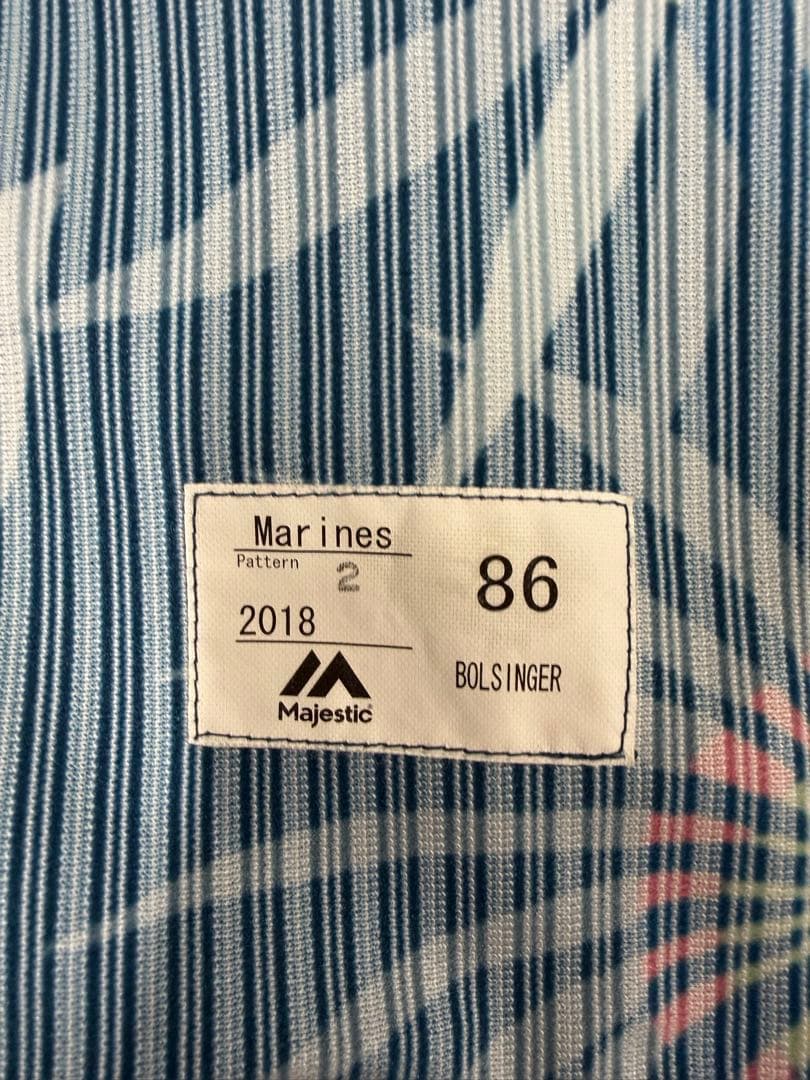 Marines
Pattern 2
2018
Majestic
86
BOLSINGER